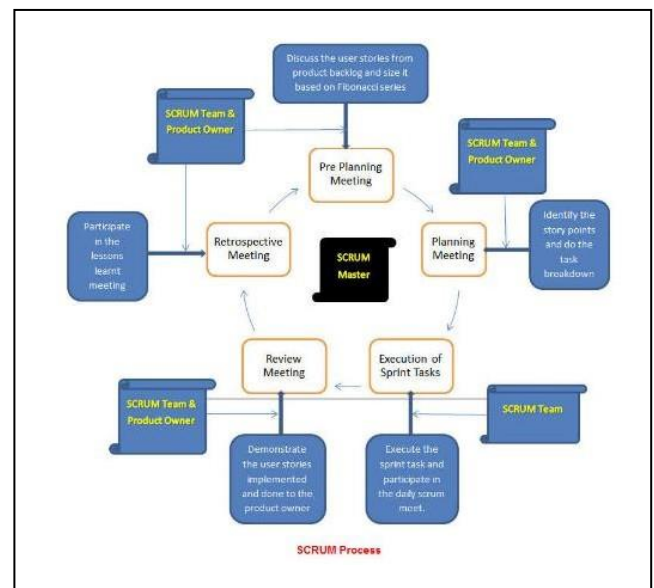 Discuss the user stories from
product backlog and size it
based on Fibonacci series
SCRUM Team &
Product Owner
SCRUM Team &
Product Owner
Pre Planning
Meeting
Participate
in the
lessons
learnt
meeting
Retrospective
Meeting
SCRUM
Master
Planning
Meeting
Identify the
story points
and do the
task
breakdown
Review
Meeting
Execution of
Sprint Tasks
SCRUM Team &
Product Owner
SCRUM Team
Demonstrate
the user stories
implemented
and done to the
product owner
Execute the
sprint task and
participate in
the daily scrum
meet.
SCRUM Process